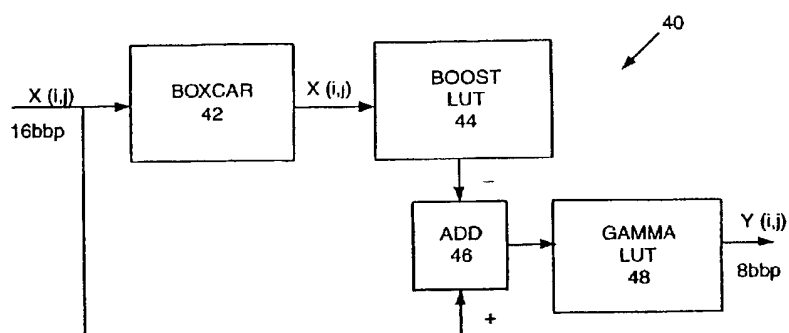 40
X (i,j)
16bbp
BOXCAR
42
X (i,j)
BOOST
LUT
44
−
ADD
46
+
GAMMA
LUT
48
Y (i,j)
8bbp